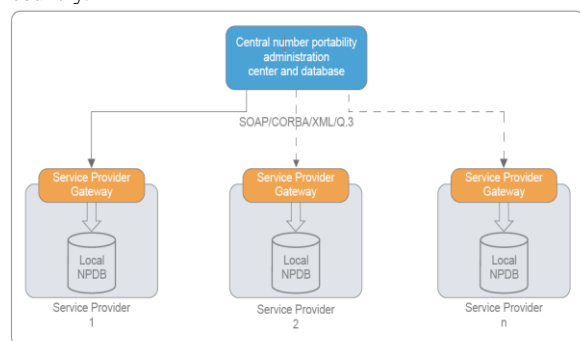 Central number portability
administration
center and database
SOAP/CORBA/XML/Q.3
Service Provider
Gateway
Service Provider
Gateway
Service Provider
Gateway
Local
NPDB
Local
NPDB
Local
NPDB
Service Provider
1
Service Provider
2
Service Provider
n